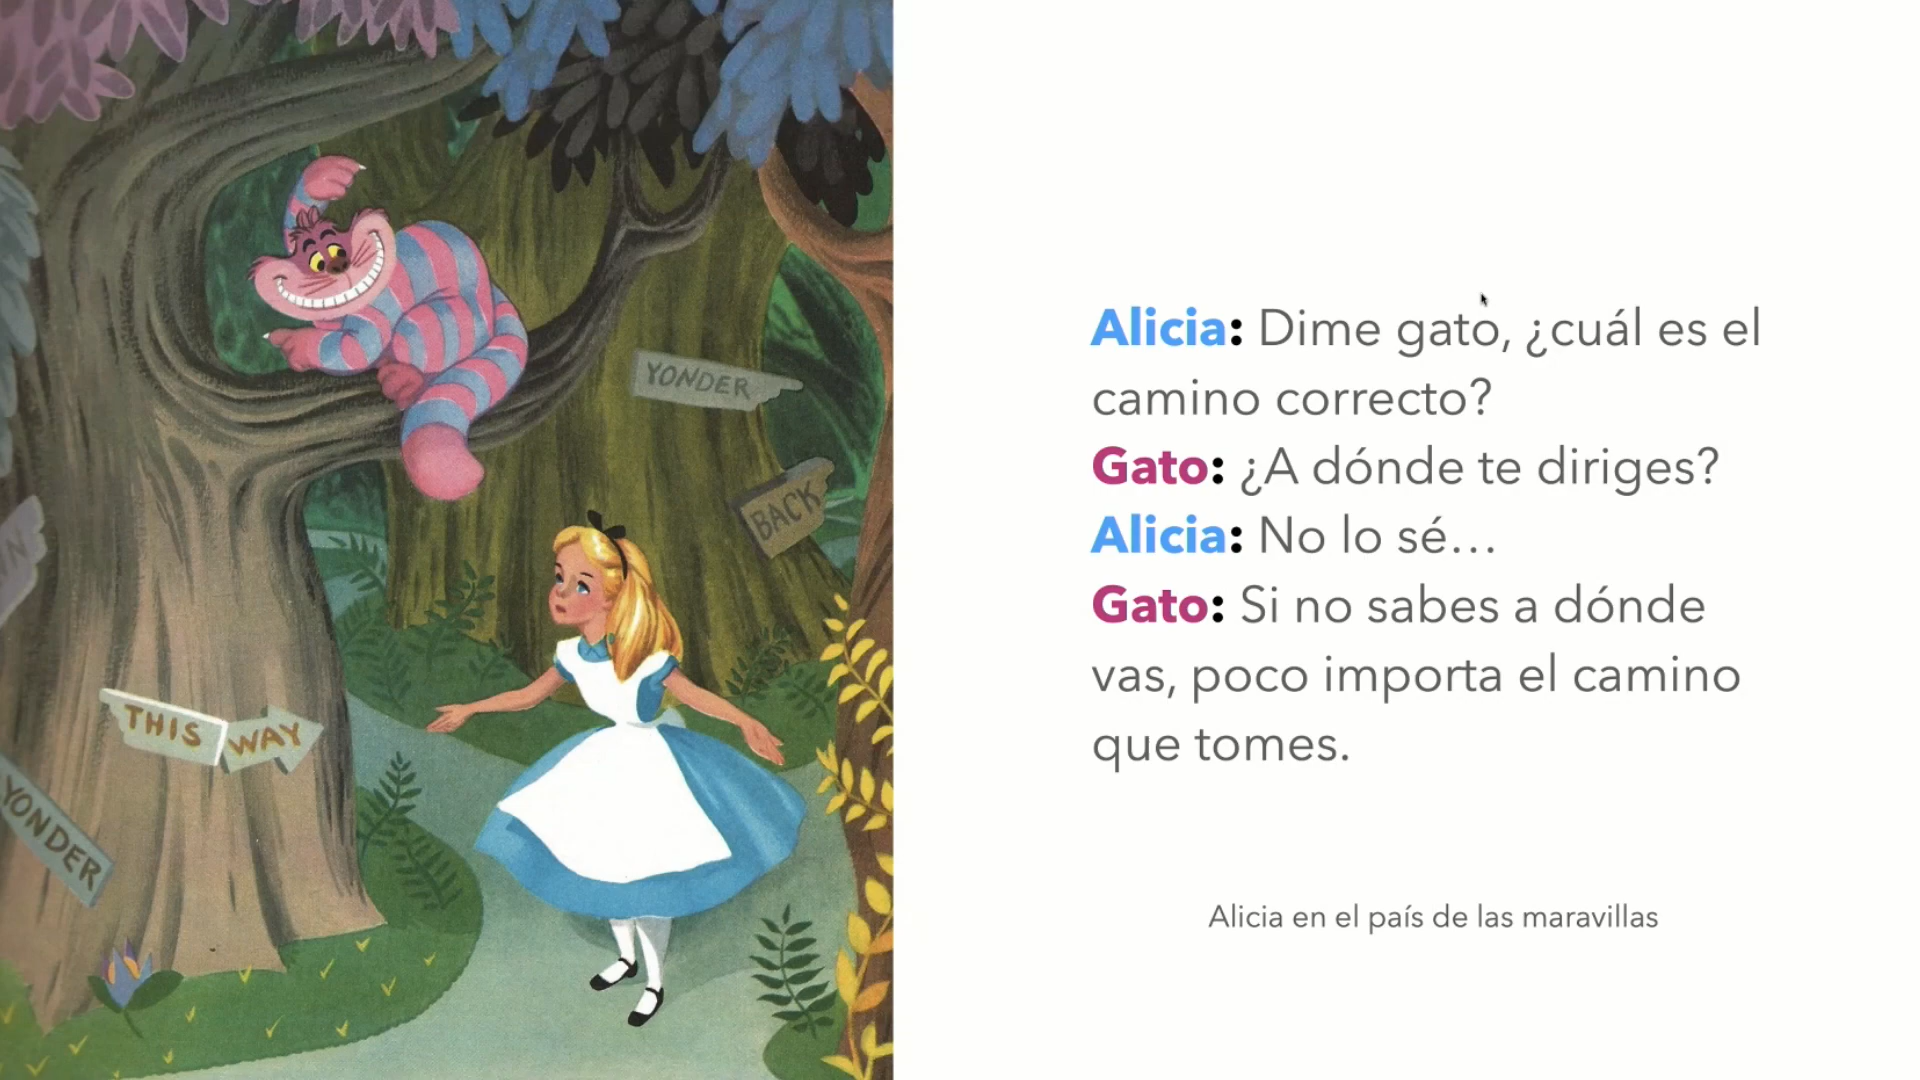 YONDER
BACK
THIS WAY
YONDER
Alicia: Dime gato, ¿cuál es el
camino correcto?
Gato: ¿A dónde te diriges?
Alicia: No lo sé...
Gato: Si no sabes a dónde
vas, poco importa el camino
que tomes.
Alicia en el país de las maravillas